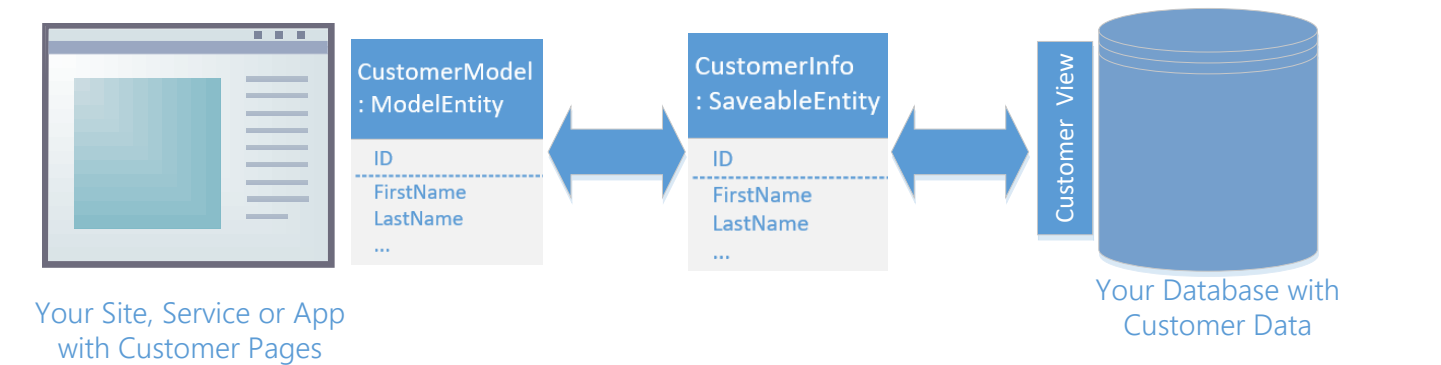 CustomerModel
: ModelEntity
ID
FirstName
LastName
...
CustomerInfo
: SaveableEntity
ID
FirstName
LastName
...
Customer View
Your Site, Service or App
with Customer Pages
Your Database with
Customer Data